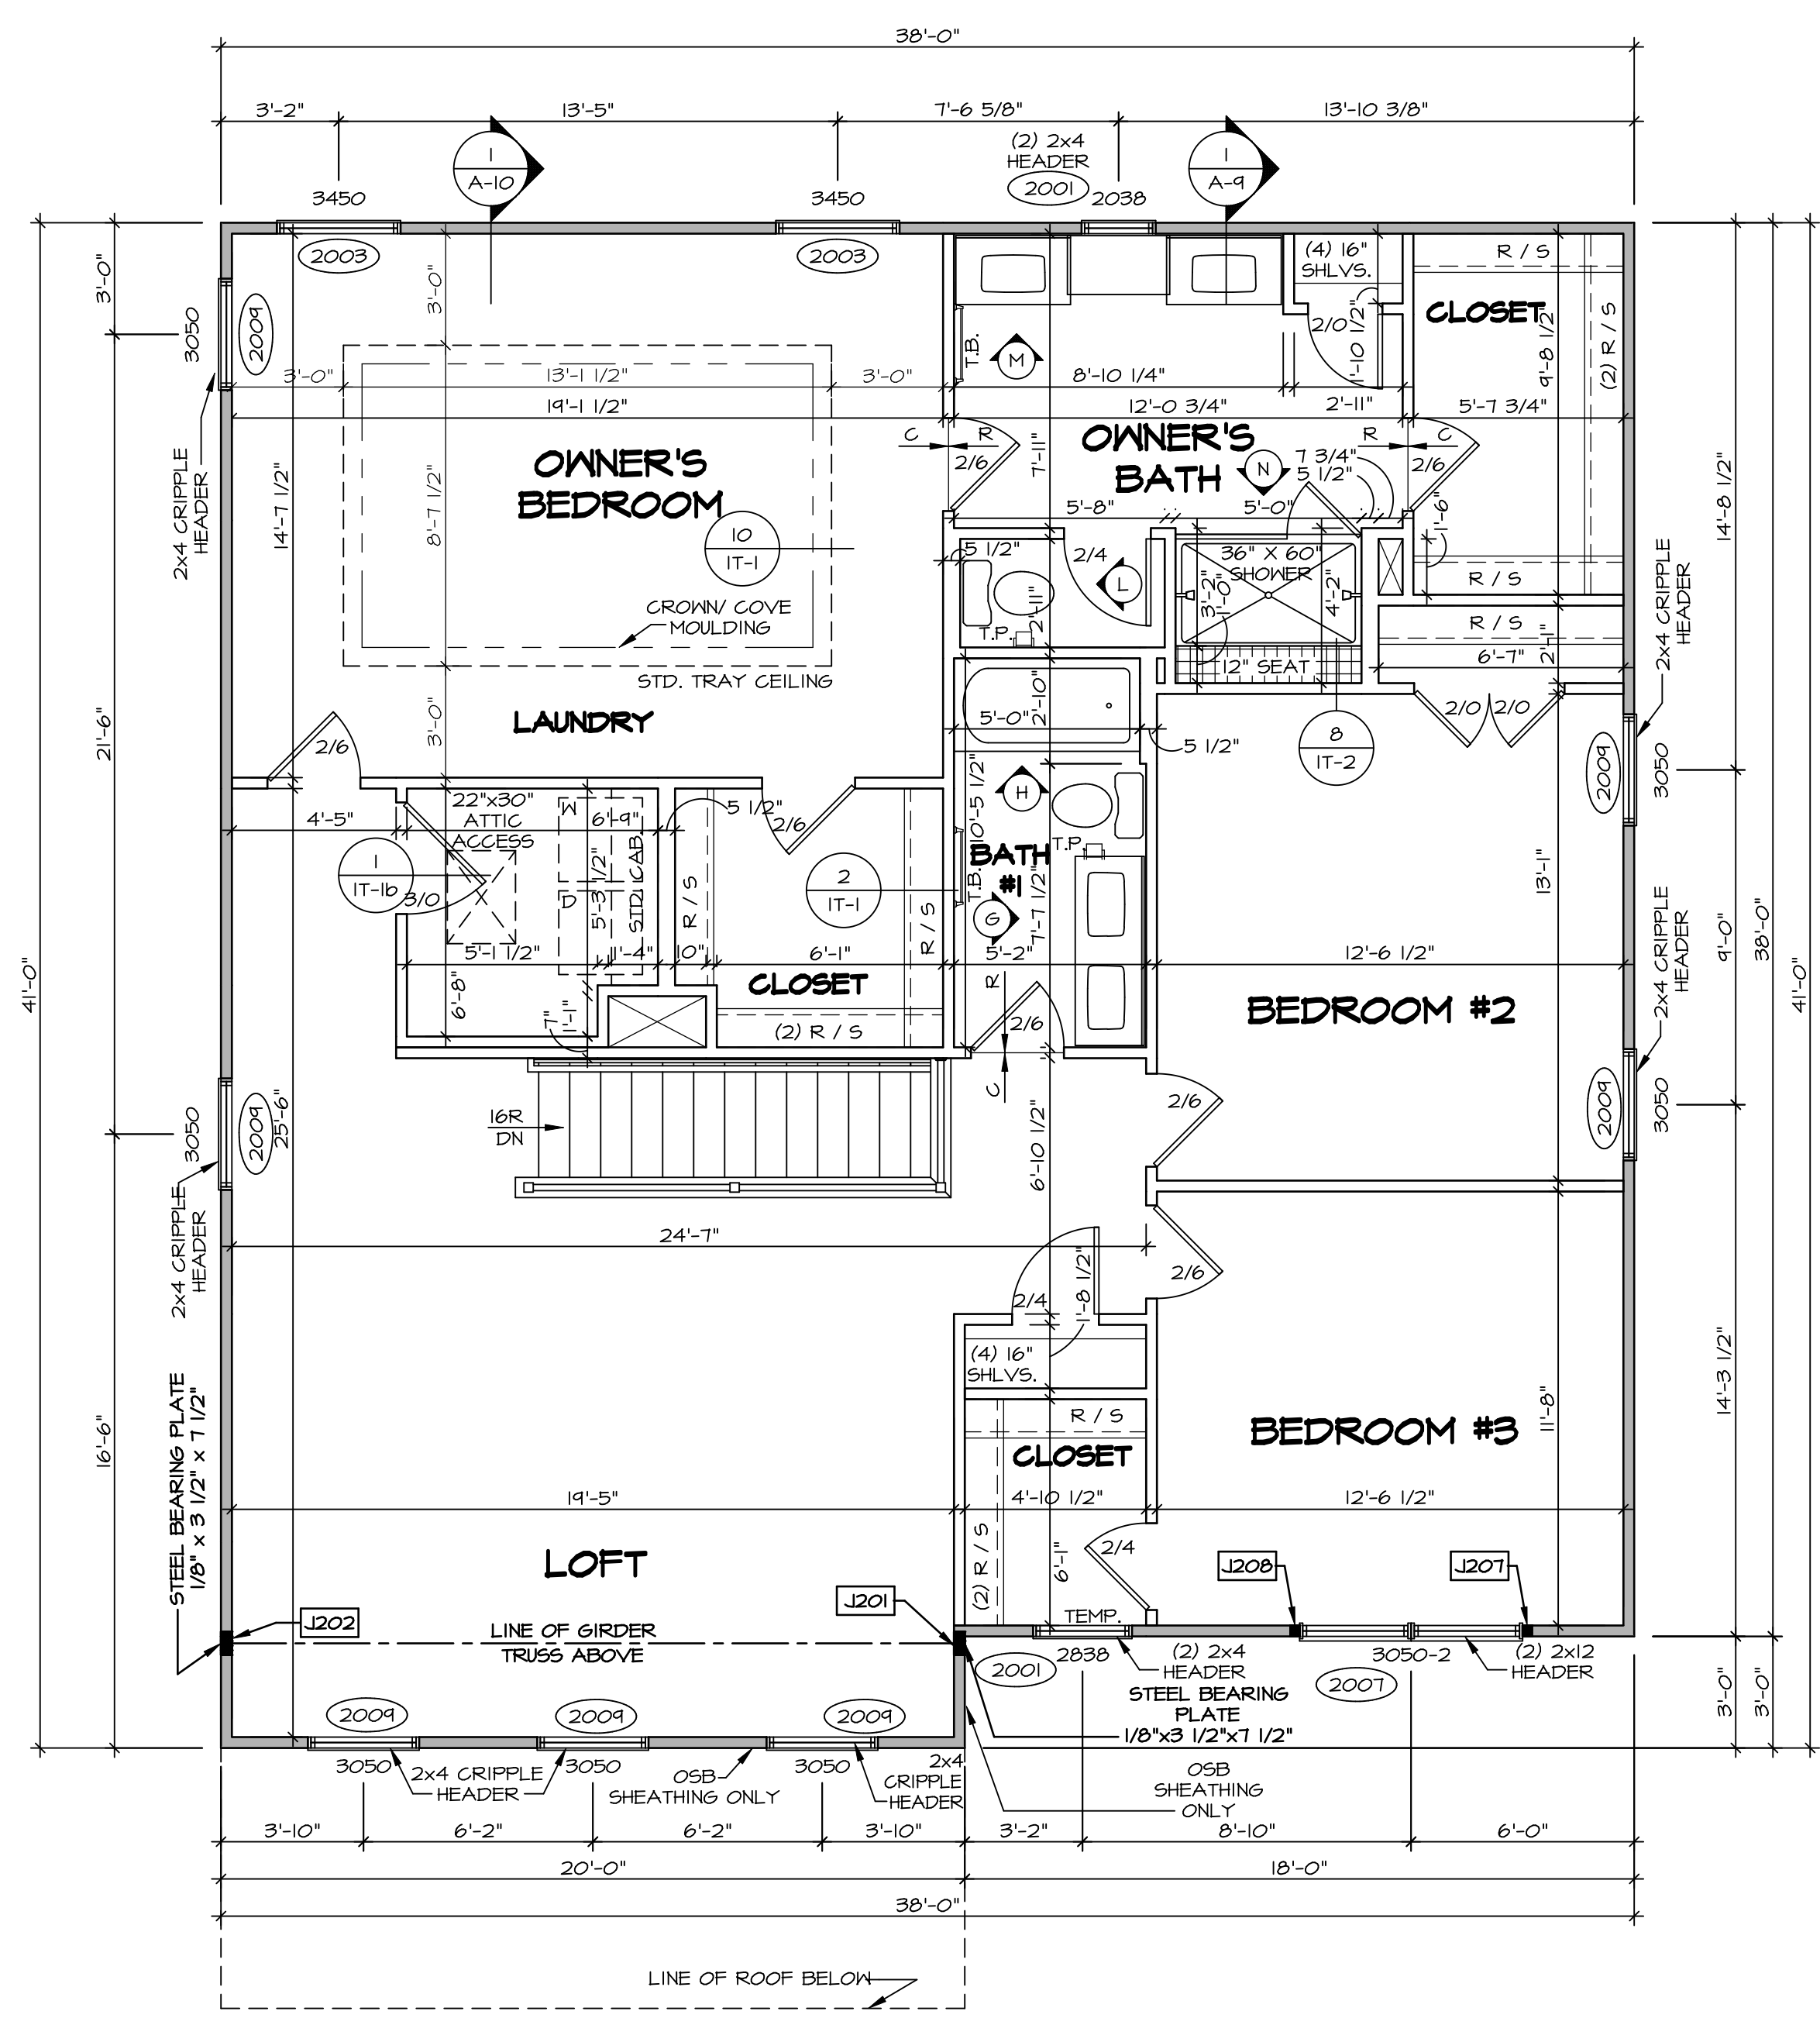 38'-0"
3'-2"
13'-5"
7'-6 5/8"
13'-10 3/8"
1
A-10
(2) 2x4
HEADER
2001
1
A-9
3450
3450
2038
2003
2003
(4) 16"
SHLVS.
R / S
CLOSET
(2) R / S
9'-8 1/2"
3'-0"
3050
2009
3'-0"
T.B.
M
2/0
1'-10 1/2"
3'-0"
13'-1 1/2"
3'-0"
8'-10 1/4"
19'-1 1/2"
12'-0 3/4"
2'-11"
5'-7 3/4"
OWNER'S
BEDROOM
C
R
2/6
7'-11"
OWNER'S
BATH
N
7 3/4"
5 1/2"
R
C
2/6
2x4 CRIPPLE
HEADER
14'-7 1/2"
8'-7 1/2"
14'-8 1/2"
5'-8"
5'-0"
1'-6"
10
1T-1
5 1/2"
2/4
L
36" X 60"
SHOWER
3'-2"
1'-0"
4'-2"
R / S
2x4 CRIPPLE
HEADER
CROWN/ COVE
MOULDING
T.P.
2'-11"
R / S
2'-1"
6'-7"
12" SEAT
STD. TRAY CEILING
LAUNDRY
3'-0"
2/6
5'-0"
2'-10"
5 1/2"
8
1T-2
2/0
2/0
2009
3050
21'-6"
22"x30"
ATTIC
ACCESS
W
6'-9"
5 1/2"
2/6
4'-5"
10'-5 1/2"
H
T.P.
BATH
#1
1
1T-1b
3/0
D
5'-3 1/2"
STD. CAB.
R / S
2
1T-1
R / S
T.B.
G
7'-7 1/2"
13'-1"
5'-1 1/2"
1'-4"
10"
6'-1"
5'-2"
12'-6 1/2"
9'-0"
38'-0"
41'-0"
41'-0"
2x4 CRIPPLE
HEADER
CLOSET
6'-8"
7"
1'-1"
(2) R / S
R
2/6
C
BEDROOM #2
3050
2009
25'-6"
16R
DN
2/6
2009
3050
6'-10 1/2"
2x4 CRIPPLE
HEADER
24'-7"
2/6
2/4
1'-8 1/2"
(4) 16"
SHLVS.
14'-3 1/2"
STEEL BEARING PLATE
1/8" x 3 1/2" x 7 1/2"
16'-6"
R / S
CLOSET
BEDROOM #3
11'-8"
19'-5"
4'-10 1/2"
12'-6 1/2"
LOFT
(2) R / S
6'-1"
2/4
J208
J207
J202
J201
LINE OF GIRDER
TRUSS ABOVE
TEMP.
2001
2838
(2) 2x4
HEADER
3050-2
2007
(2) 2x12
HEADER
STEEL BEARING
PLATE
1/8"x3 1/2"x7 1/2"
3'-0"
3'-0"
2009
2009
2009
3050
2x4 CRIPPLE
HEADER
3050
OSB
SHEATHING ONLY
3050
2x4
CRIPPLE
HEADER
OSB
SHEATHING
ONLY
3'-10"
6'-2"
6'-2"
3'-10"
3'-2"
8'-10"
6'-0"
20'-0"
18'-0"
38'-0"
LINE OF ROOF BELOW